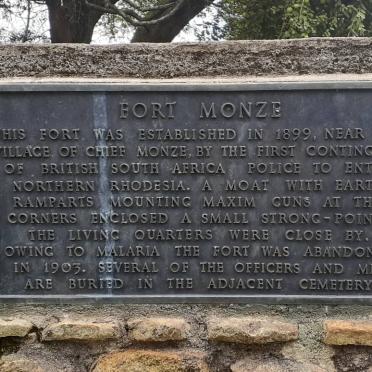 FORT MONZE
THIS FORT WAS ESTABLISHED IN 1899, NEAR
VILLAGE OF CHIEF MONZE, BY THE FIRST CONTING
OF BRITISH SOUTH AFRICA POLICE TO ENT
NORTHERN RHODESIA. A MOAT WITH EART
RAMPARTS MOUNTING MAXIM GUNS AT TH
CORNERS ENCLOSED A SMALL STRONG-POIN
THE LIVING QUARTERS WERE CLOSE BY.
OWING TO MALARIA THE FORT WAS ABANDON
IN 1903. SEVERAL OF THE OFFICERS AND ME
ARE BURIED IN THE ADJACENT CEMETERY